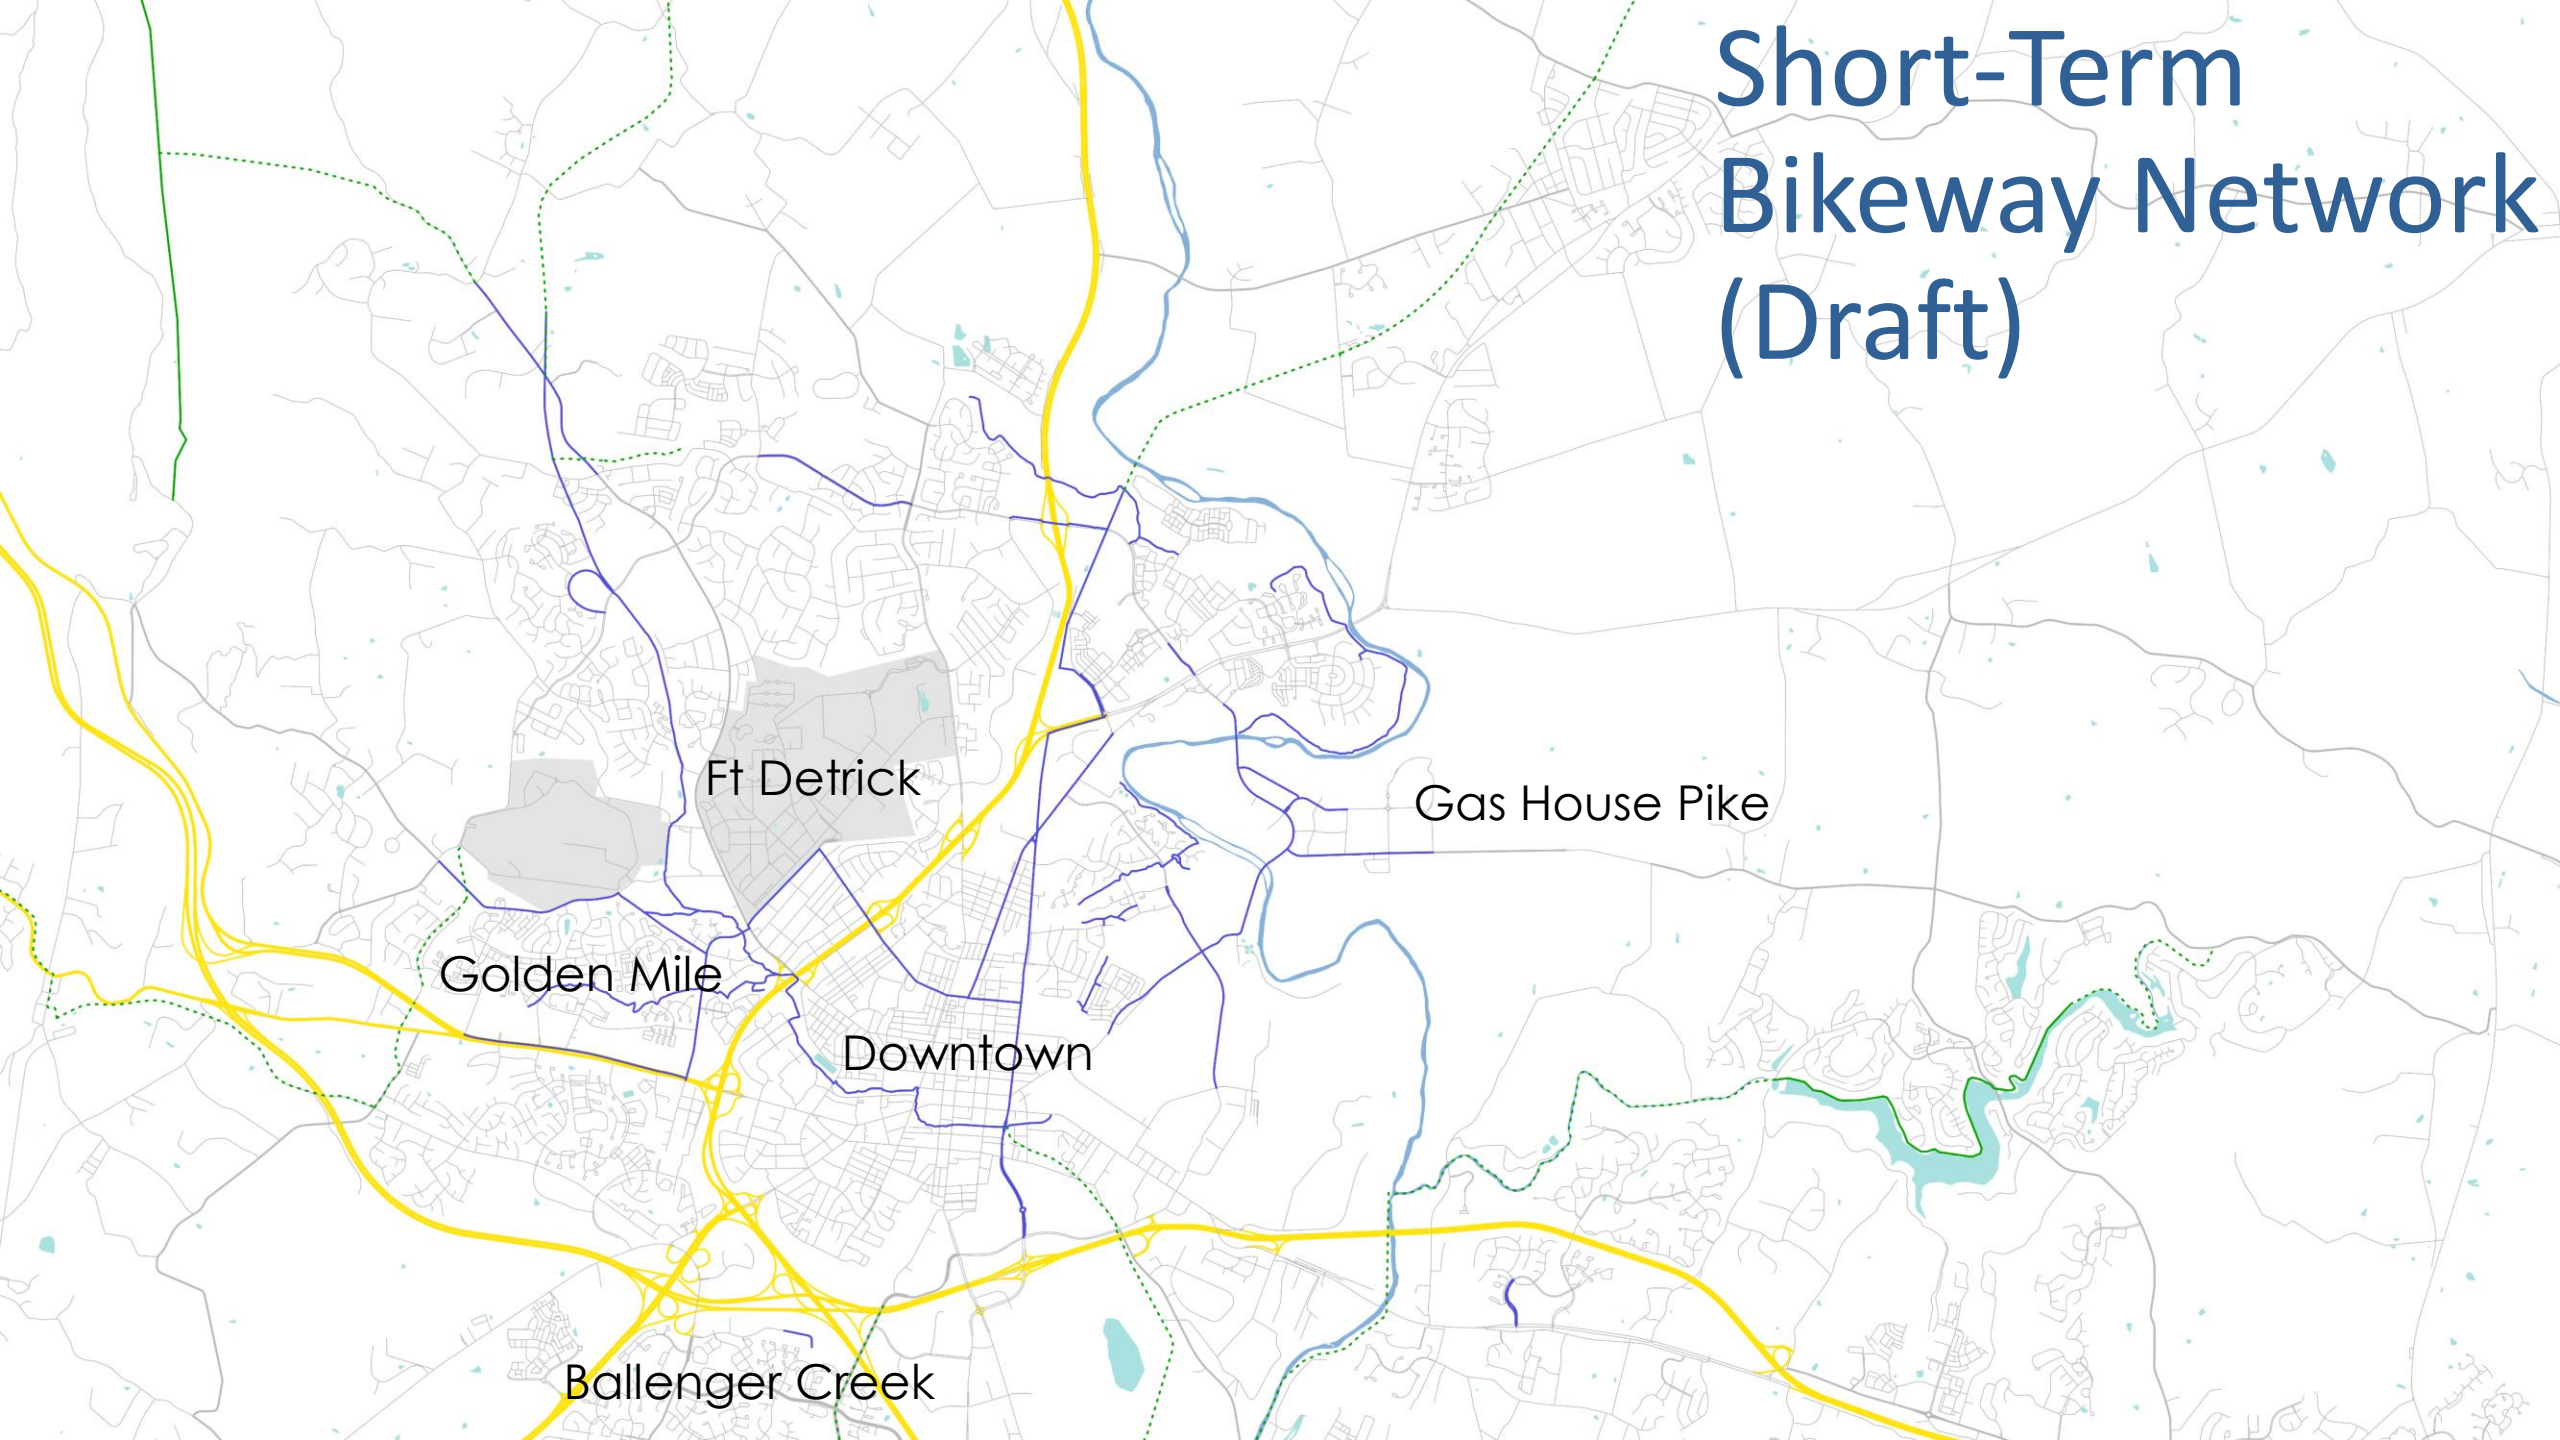 Short-Term
Bikeway Network
(Draft)
Ft Detrick
Gas House Pike
Golden Mile
Downtown
Ballenger Creek